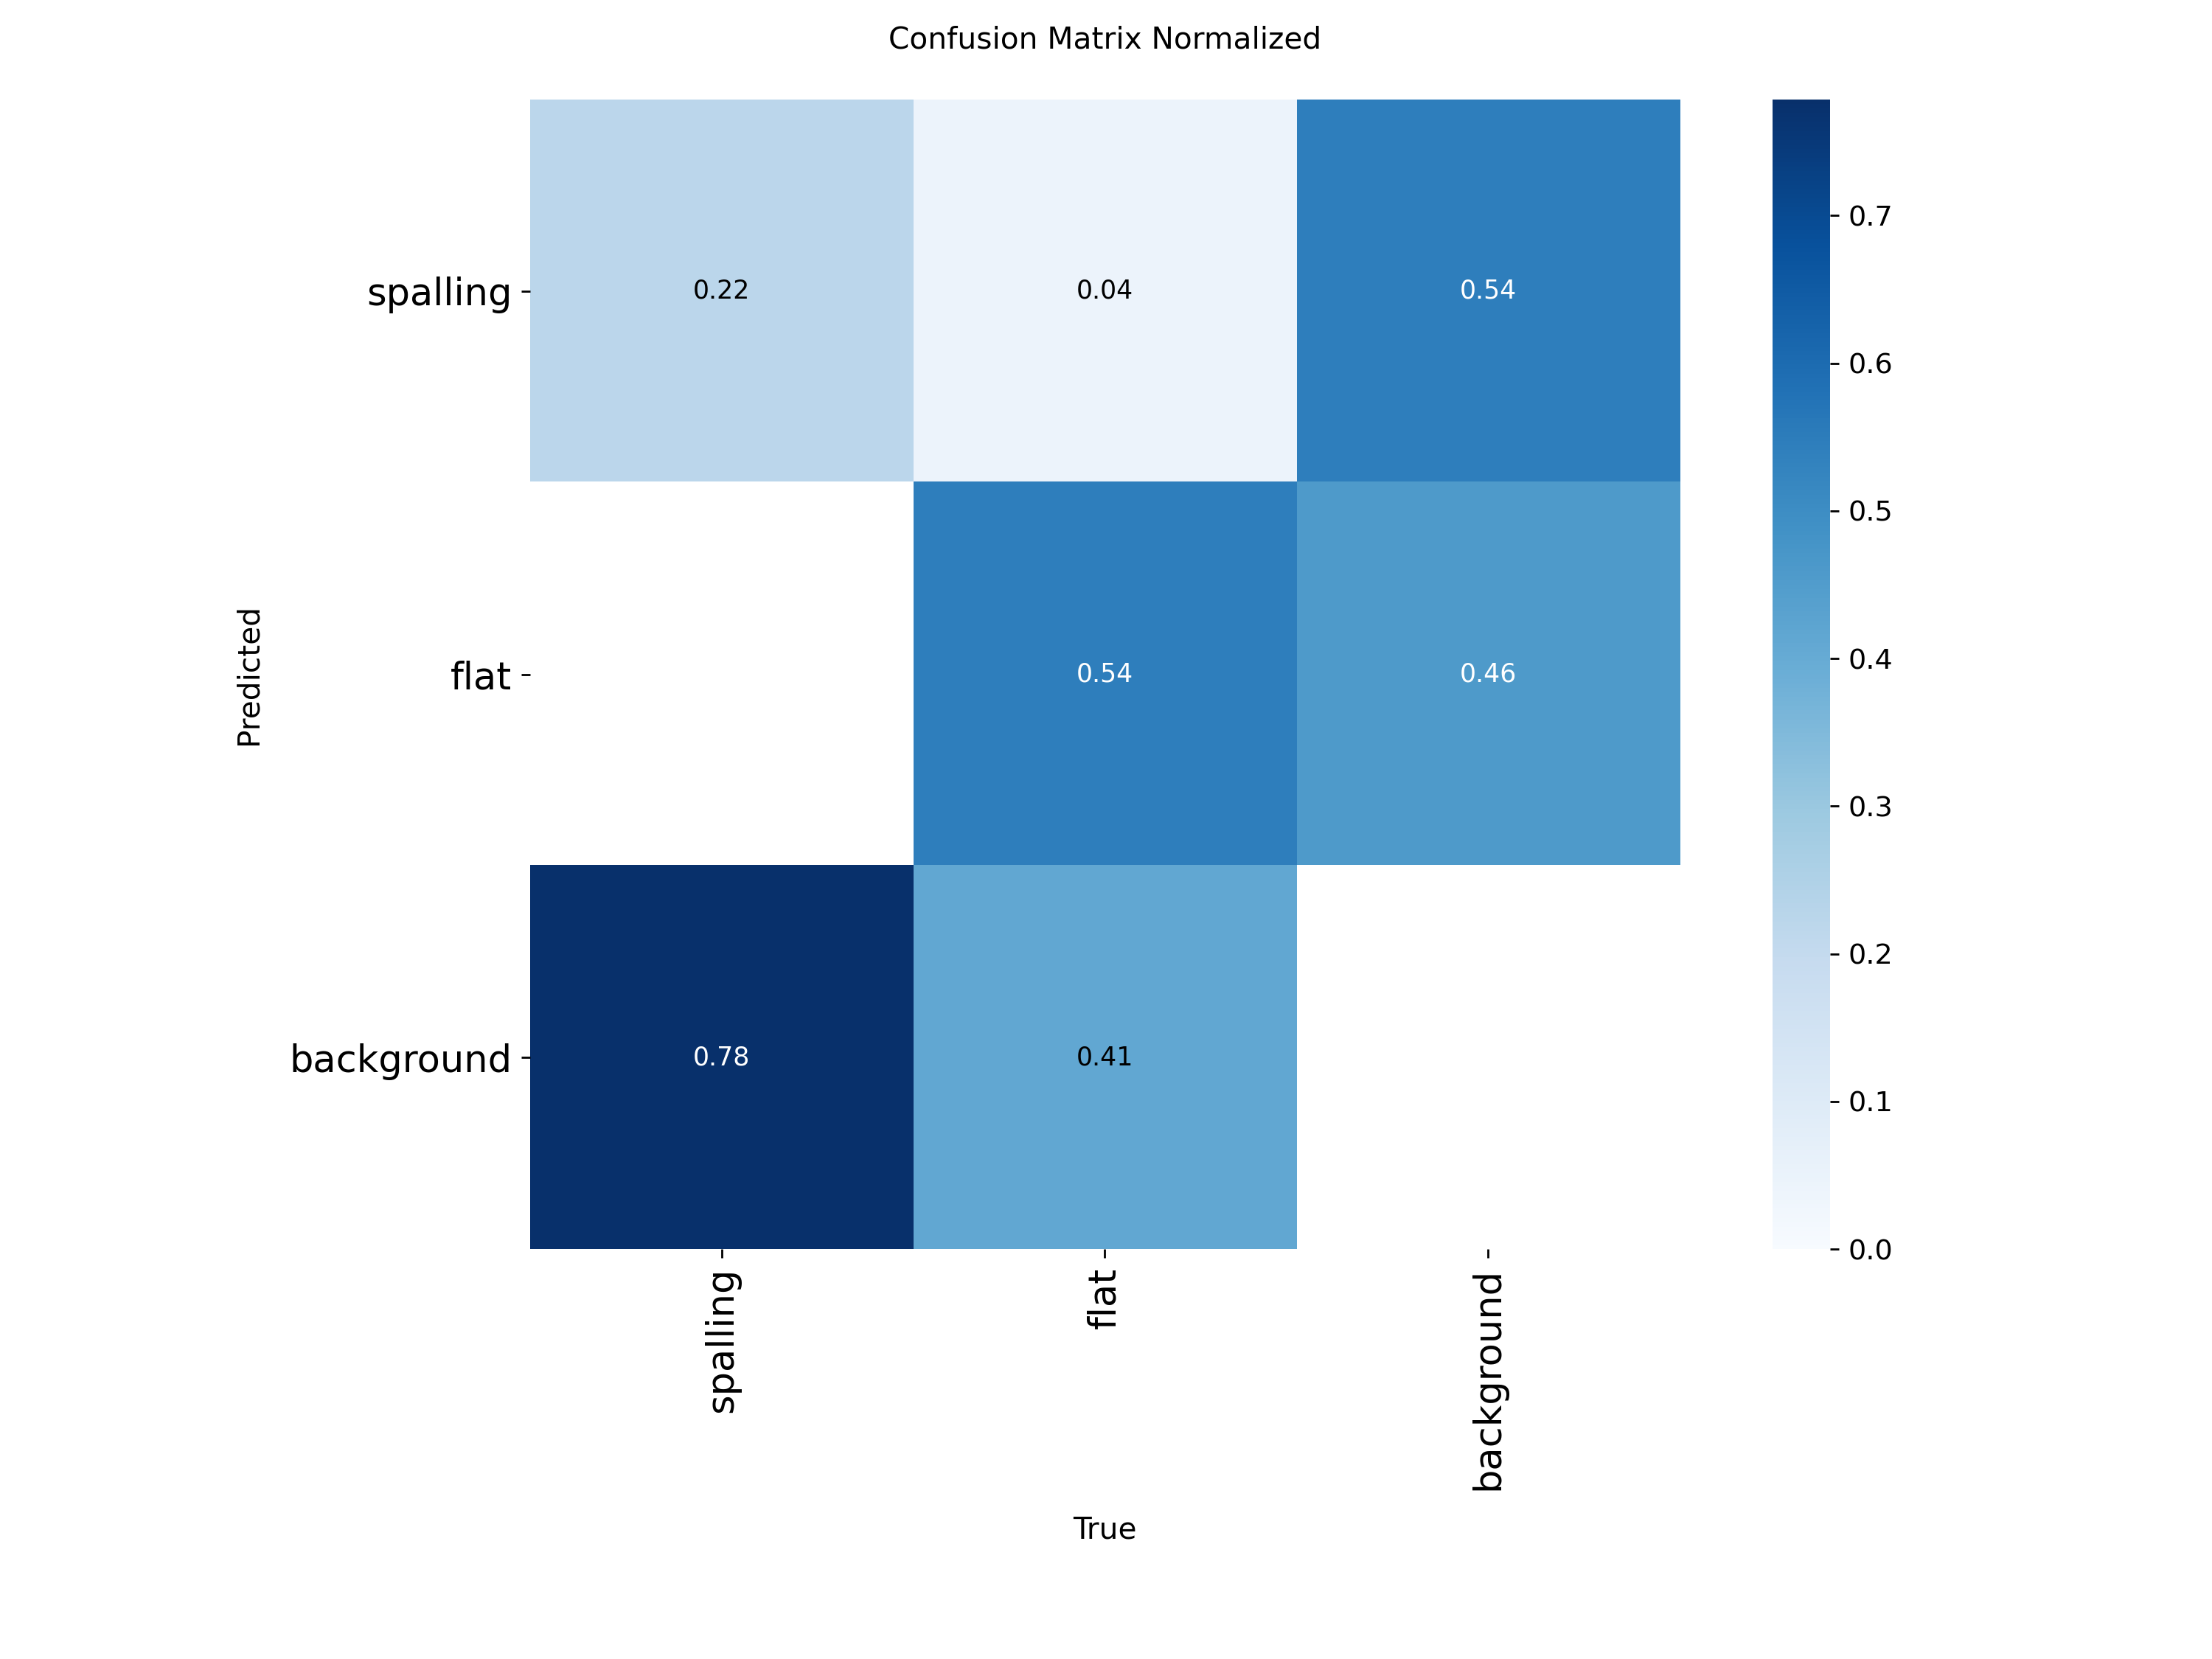 Confusion Matrix Normalized
Predicted
spalling
0.22
0.04
0.54
flat
0.54
0.46
background
0.78
0.41
spalling
flat
background
True
0.7
0.6
0.5
0.4
0.3
0.2
0.1
0.0